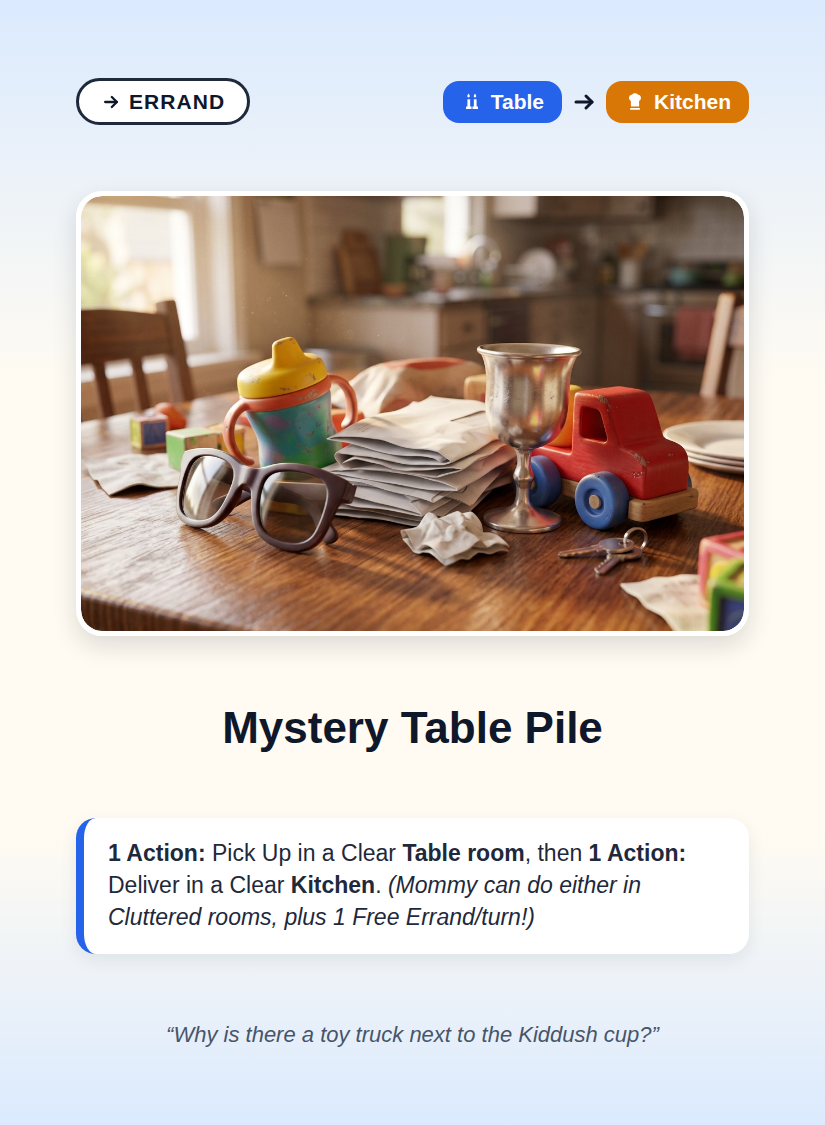 → ERRAND
Table → Kitchen
Mystery Table Pile
1 Action: Pick Up in a Clear Table room, then 1 Action:
Deliver in a Clear Kitchen. (Mommy can do either in
Cluttered rooms, plus 1 Free Errand/turn!)
“Why is there a toy truck next to the Kiddush cup?”